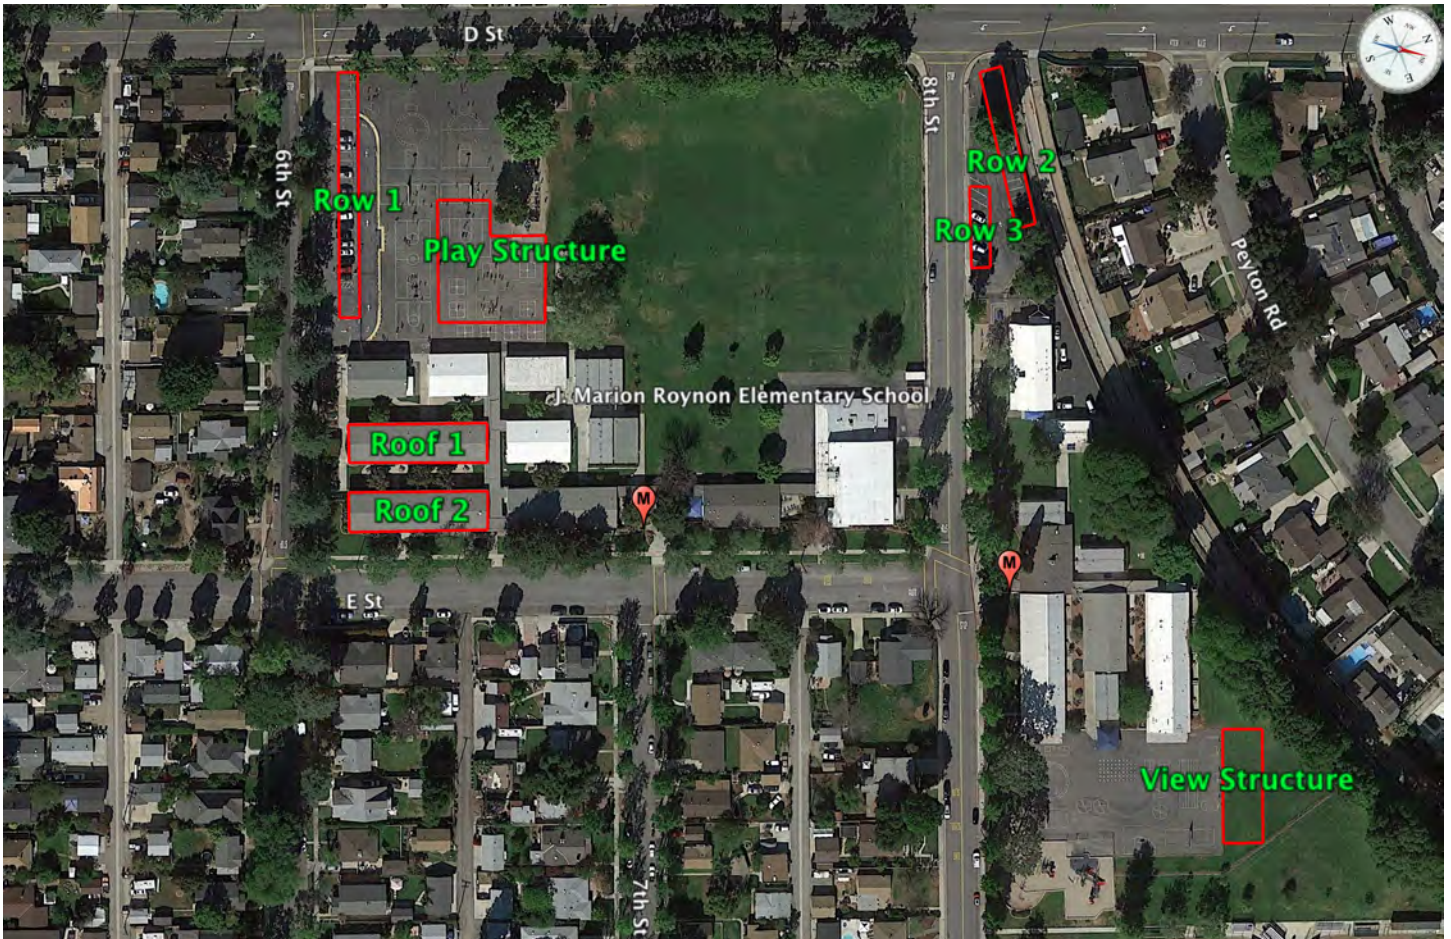 D St
W
NW
N
S
E
8th St
6th St
Row 2
Row 1
Row 3
Play Structure
Peyton Rd
J. Marion Roynon Elementary School
Roof 1
Roof 2
M
M
E St
View Structure
7th St